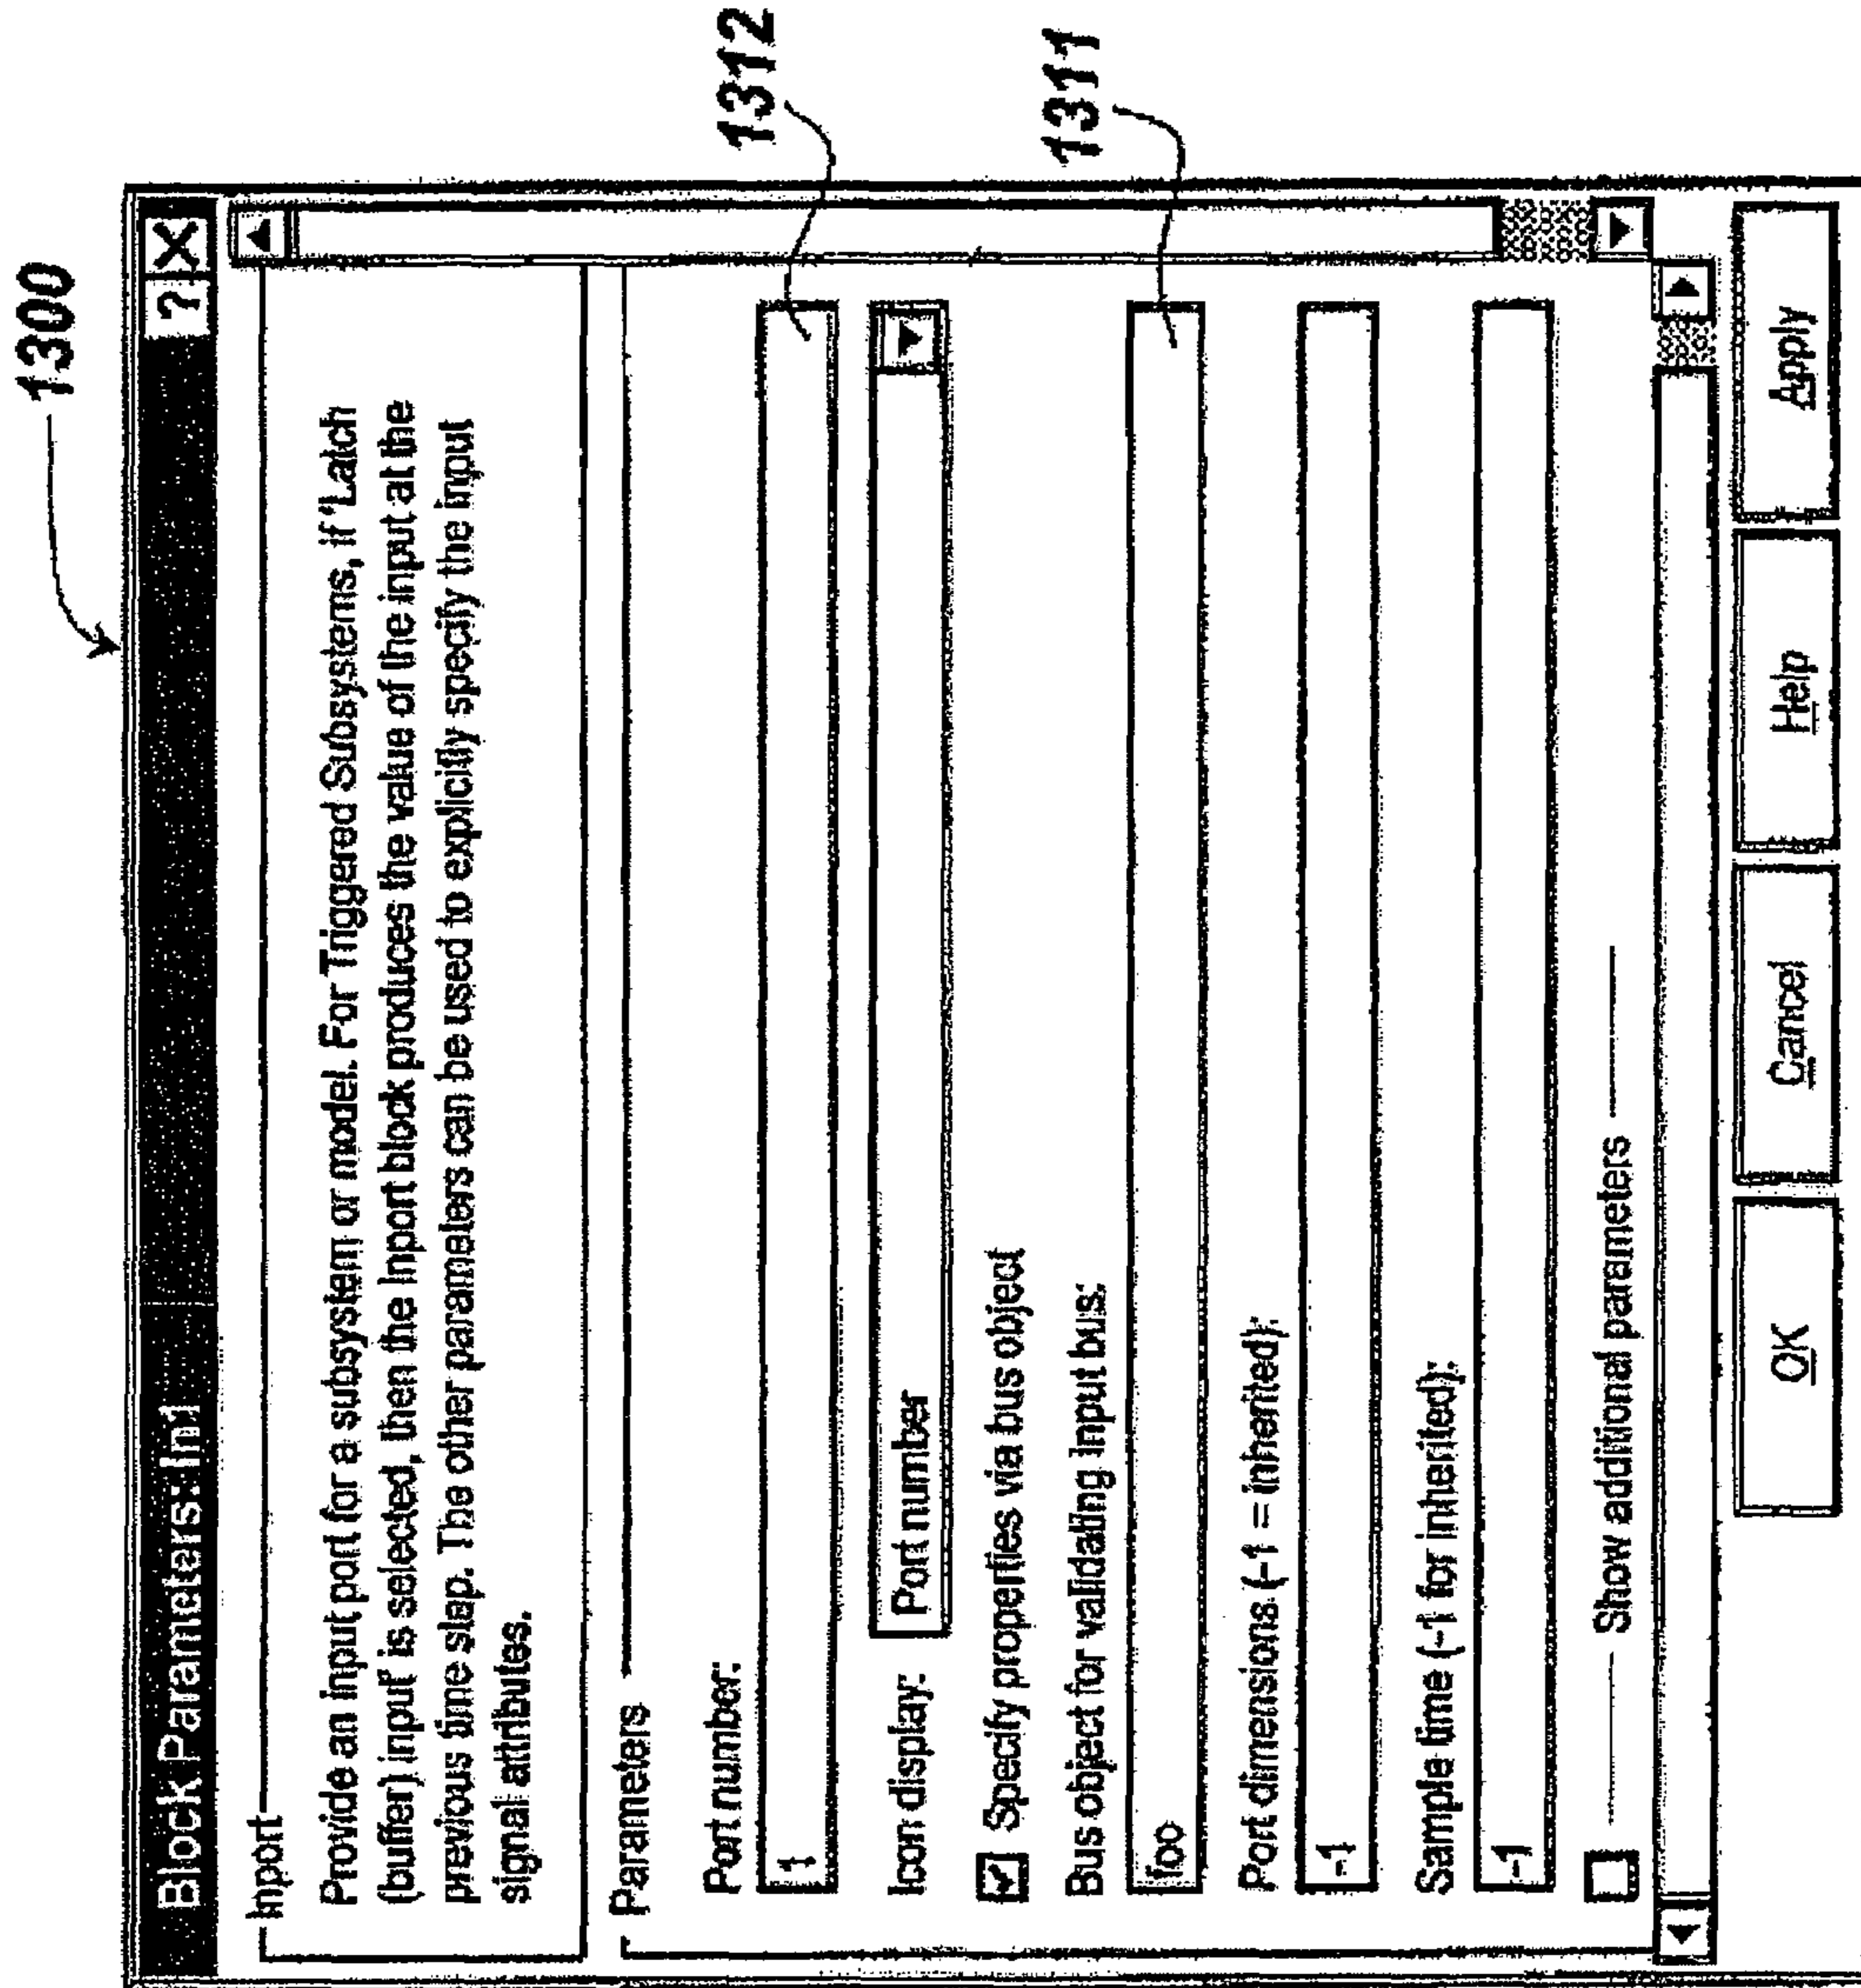 1300
Block Parameters: In1
? X
Inport
Provide an input port for a subsystem or model. For Triggered Subsystems, if 'Latch
(buffer) input' is selected, then the Inport block produces the value of the input at the
previous time step. The other parameters can be used to explicitly specify the input
signal attributes.
Parameters
Port number:
1
1312
Icon display:
Port number
Specify properties via bus object
Bus object for validating input bus:
foo
1311
Port dimensions (-1 = inherited):
-1
Sample time (-1 for inherited):
-1
Show additional parameters
OK
Cancel
Help
Apply